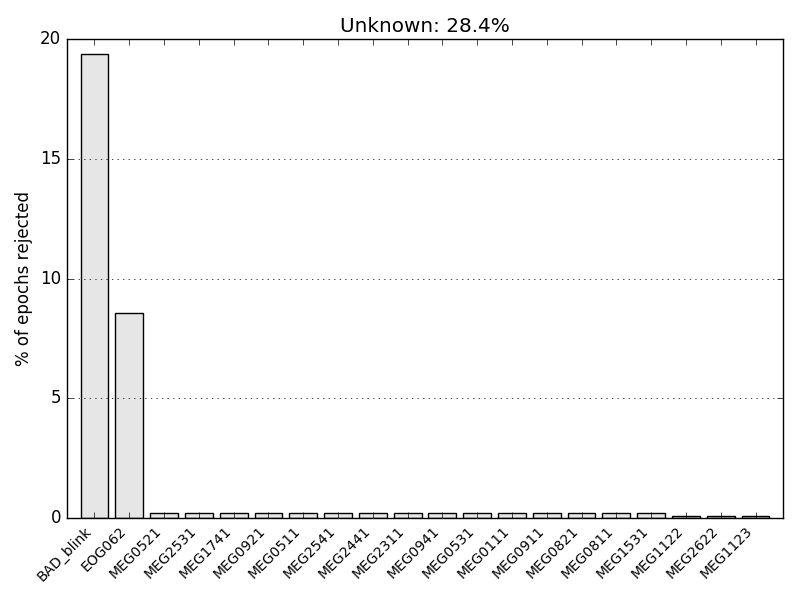 Unknown: 28.4%
% of epochs rejected
20
15
10
5
0
BAD_blink
EOG062
MEG0521
MEG2531
MEG1741
MEG0921
MEG0511
MEG2541
MEG2441
MEG2311
MEG0941
MEG0531
MEG0111
MEG0911
MEG0821
MEG0811
MEG1531
MEG1122
MEG2622
MEG1123